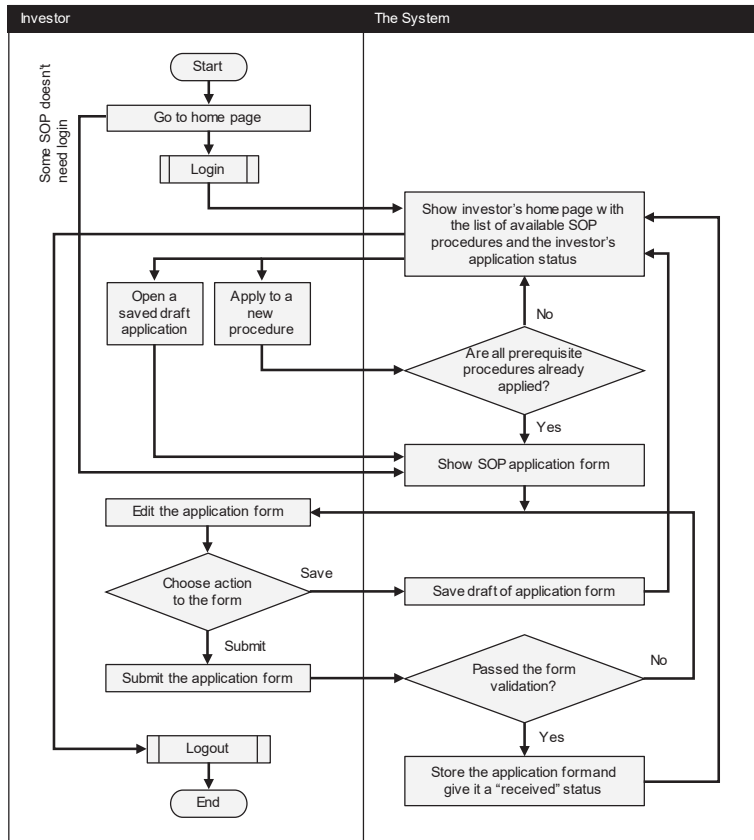 Investor
The System
Some SOP doesn't
need login
Start
Go to home page
Login
Show investor's home page with
the list of available SOP
procedures and the investor's
application status
Open a
saved draft
application
Apply to a
new
procedure
No
Are all prerequisite
procedures already
applied?
Yes
Show SOP application form
Edit the application form
Choose action
to the form
Save
Save draft of application form
Submit
Submit the application form
Passed the form
validation?
No
Yes
Logout
Store the application form and
give it a “received” status
End